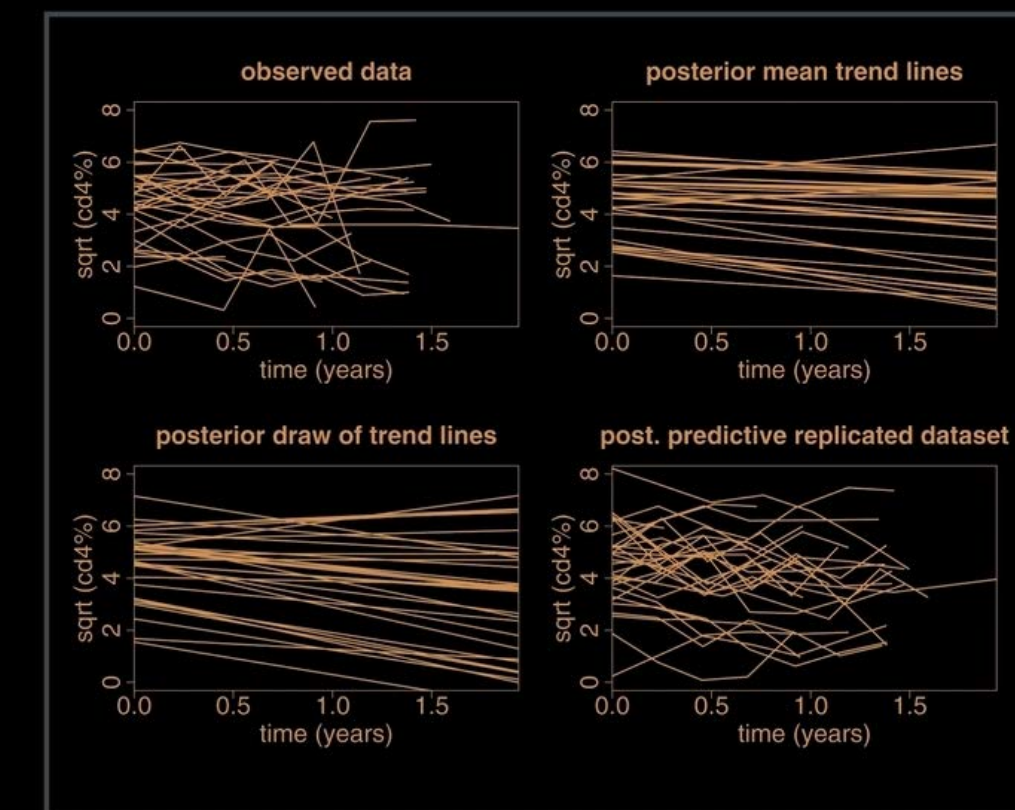 observed data
sqrt (cd4%)
8
6
4
2
0
0.0 0.5 1.0 1.5
time (years)
posterior mean trend lines
sqrt (cd4%)
8
6
4
2
0
0.0 0.5 1.0 1.5
time (years)
posterior draw of trend lines
sqrt (cd4%)
8
6
4
2
0
0.0 0.5 1.0 1.5
time (years)
post. predictive replicated dataset
sqrt (cd4%)
8
6
4
2
0
0.0 0.5 1.0 1.5
time (years)